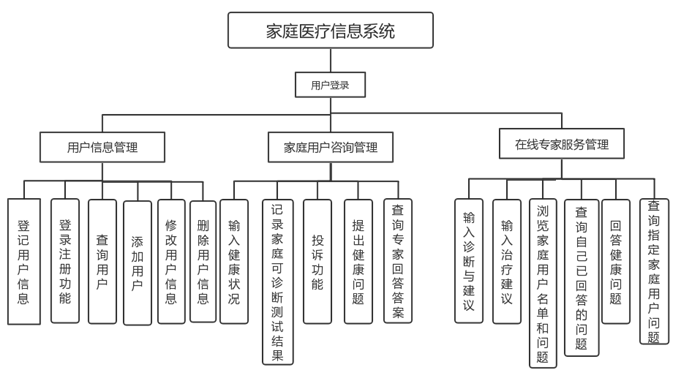 家庭医疗信息系统
用户登录
用户信息管理
家庭用户咨询管理
在线专家服务管理
登记用户信息
登录注册功能
查询用户
添加用户
修改用户信息
删除用户信息
输入健康状况
记录家庭可诊断测试结果
投诉功能
提出健康问题
查询专家回答答案
输入诊断与建议
输入治疗建议
浏览家庭用户名单和问题
查询自己已回答的问题
回答健康问题
查询指定家庭用户问题